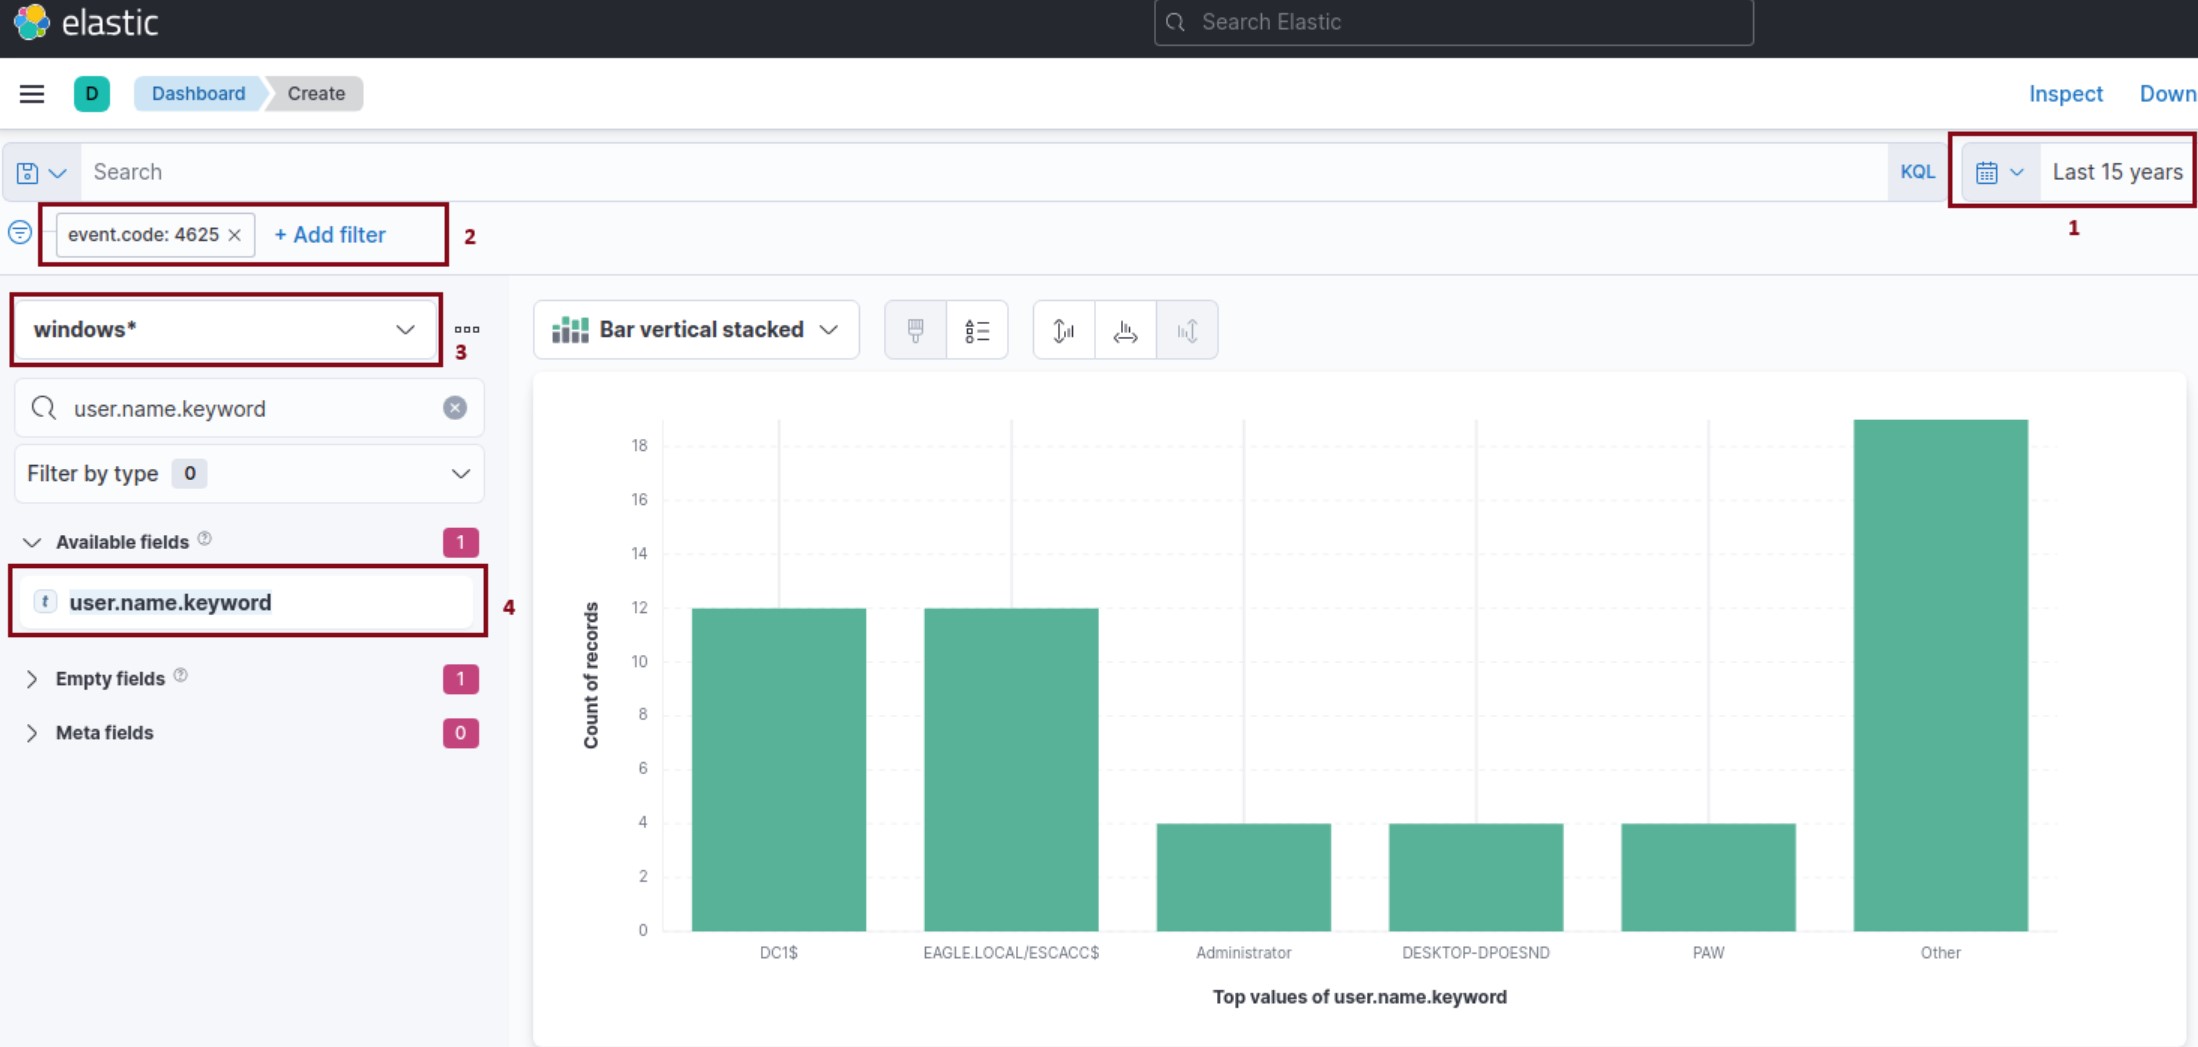 elastic
Search Elastic
D
Dashboard
Create
Inspect
Down
Search
KQL
Last 15 years
1
event.code: 4625
+ Add filter
2
windows*
3
Bar vertical stacked
user.name.keyword
Filter by type 0
Available fields 1
t user.name.keyword
4
Empty fields 1
Meta fields 0
Count of records
18
16
14
12
10
8
6
4
2
0
DC1$
EAGLE.LOCAL/ESCACC$
Administrator
DESKTOP-DPOESND
PAW
Other
Top values of user.name.keyword